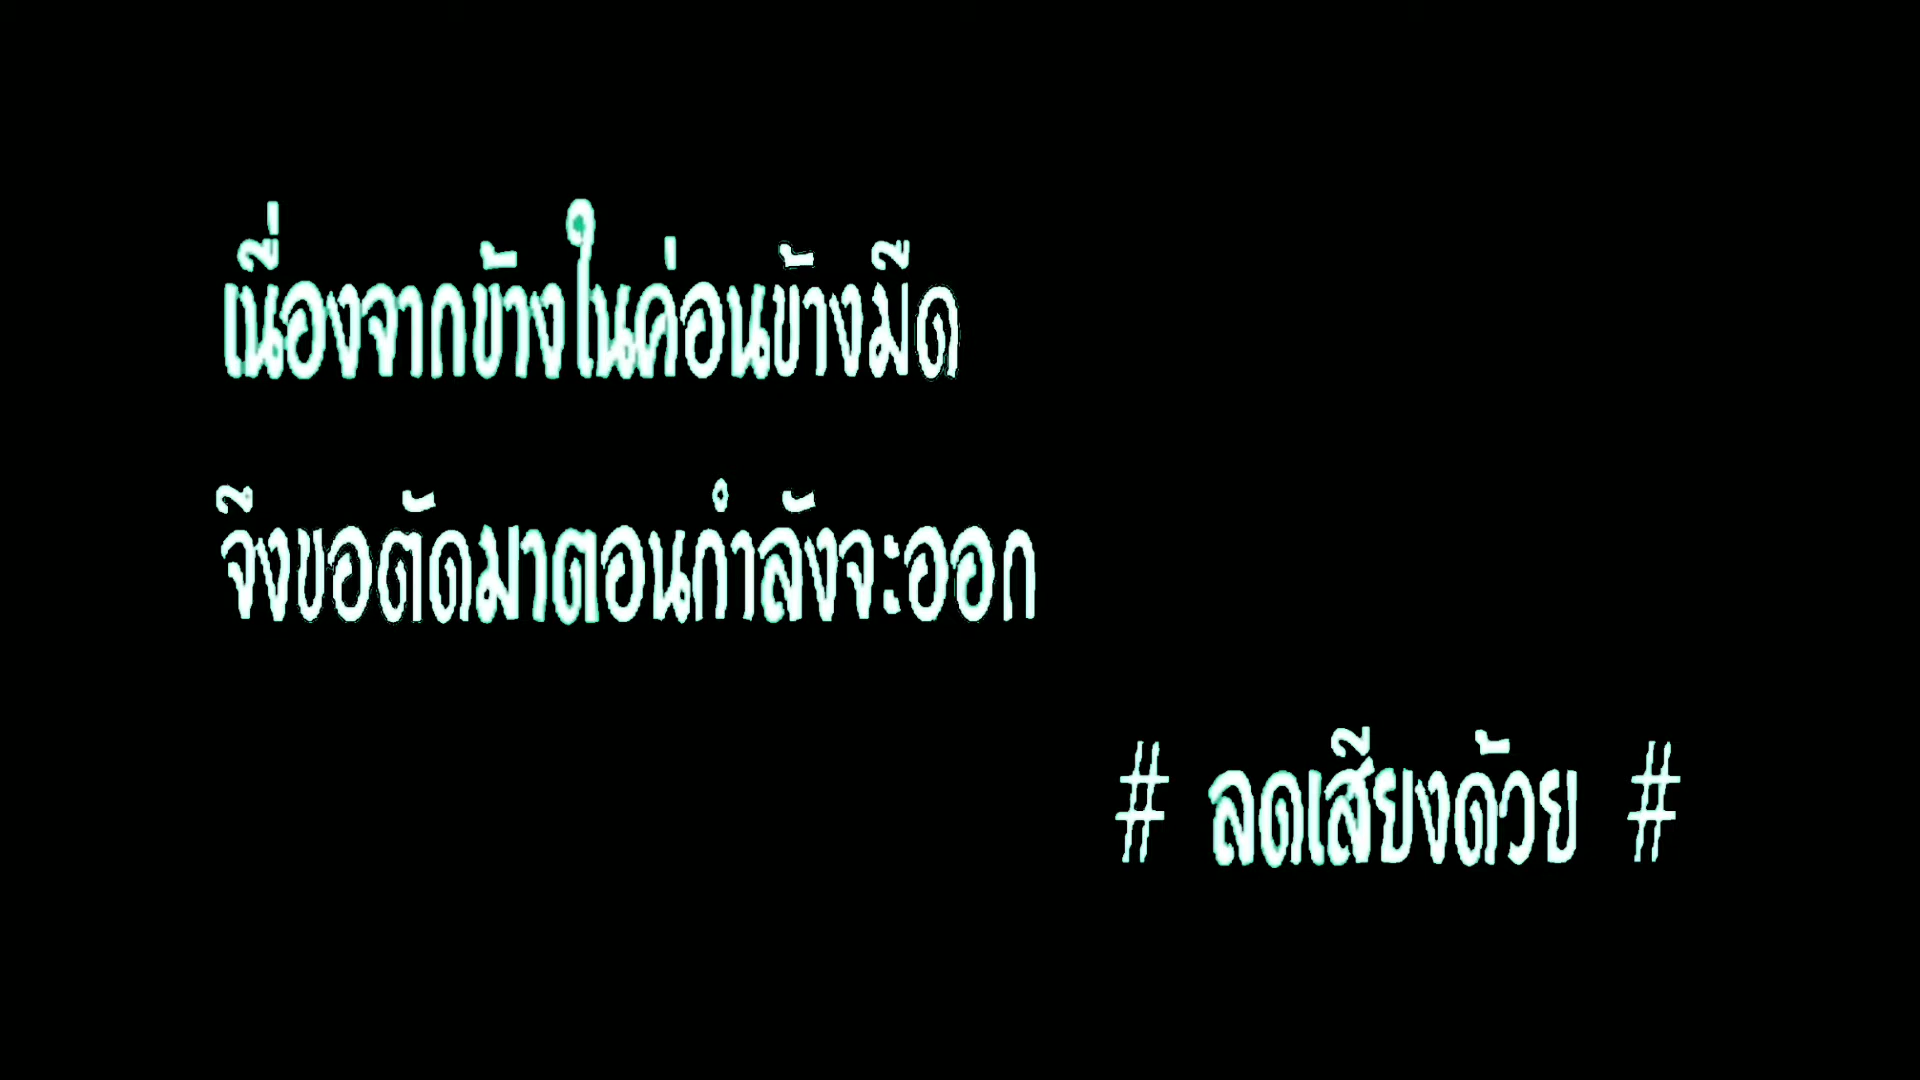 เนื่องจากข้างในค่อนข้างมืด
จึงขอตัดมาตอนกำลังจะออก
# ลดเสียงด้วย #